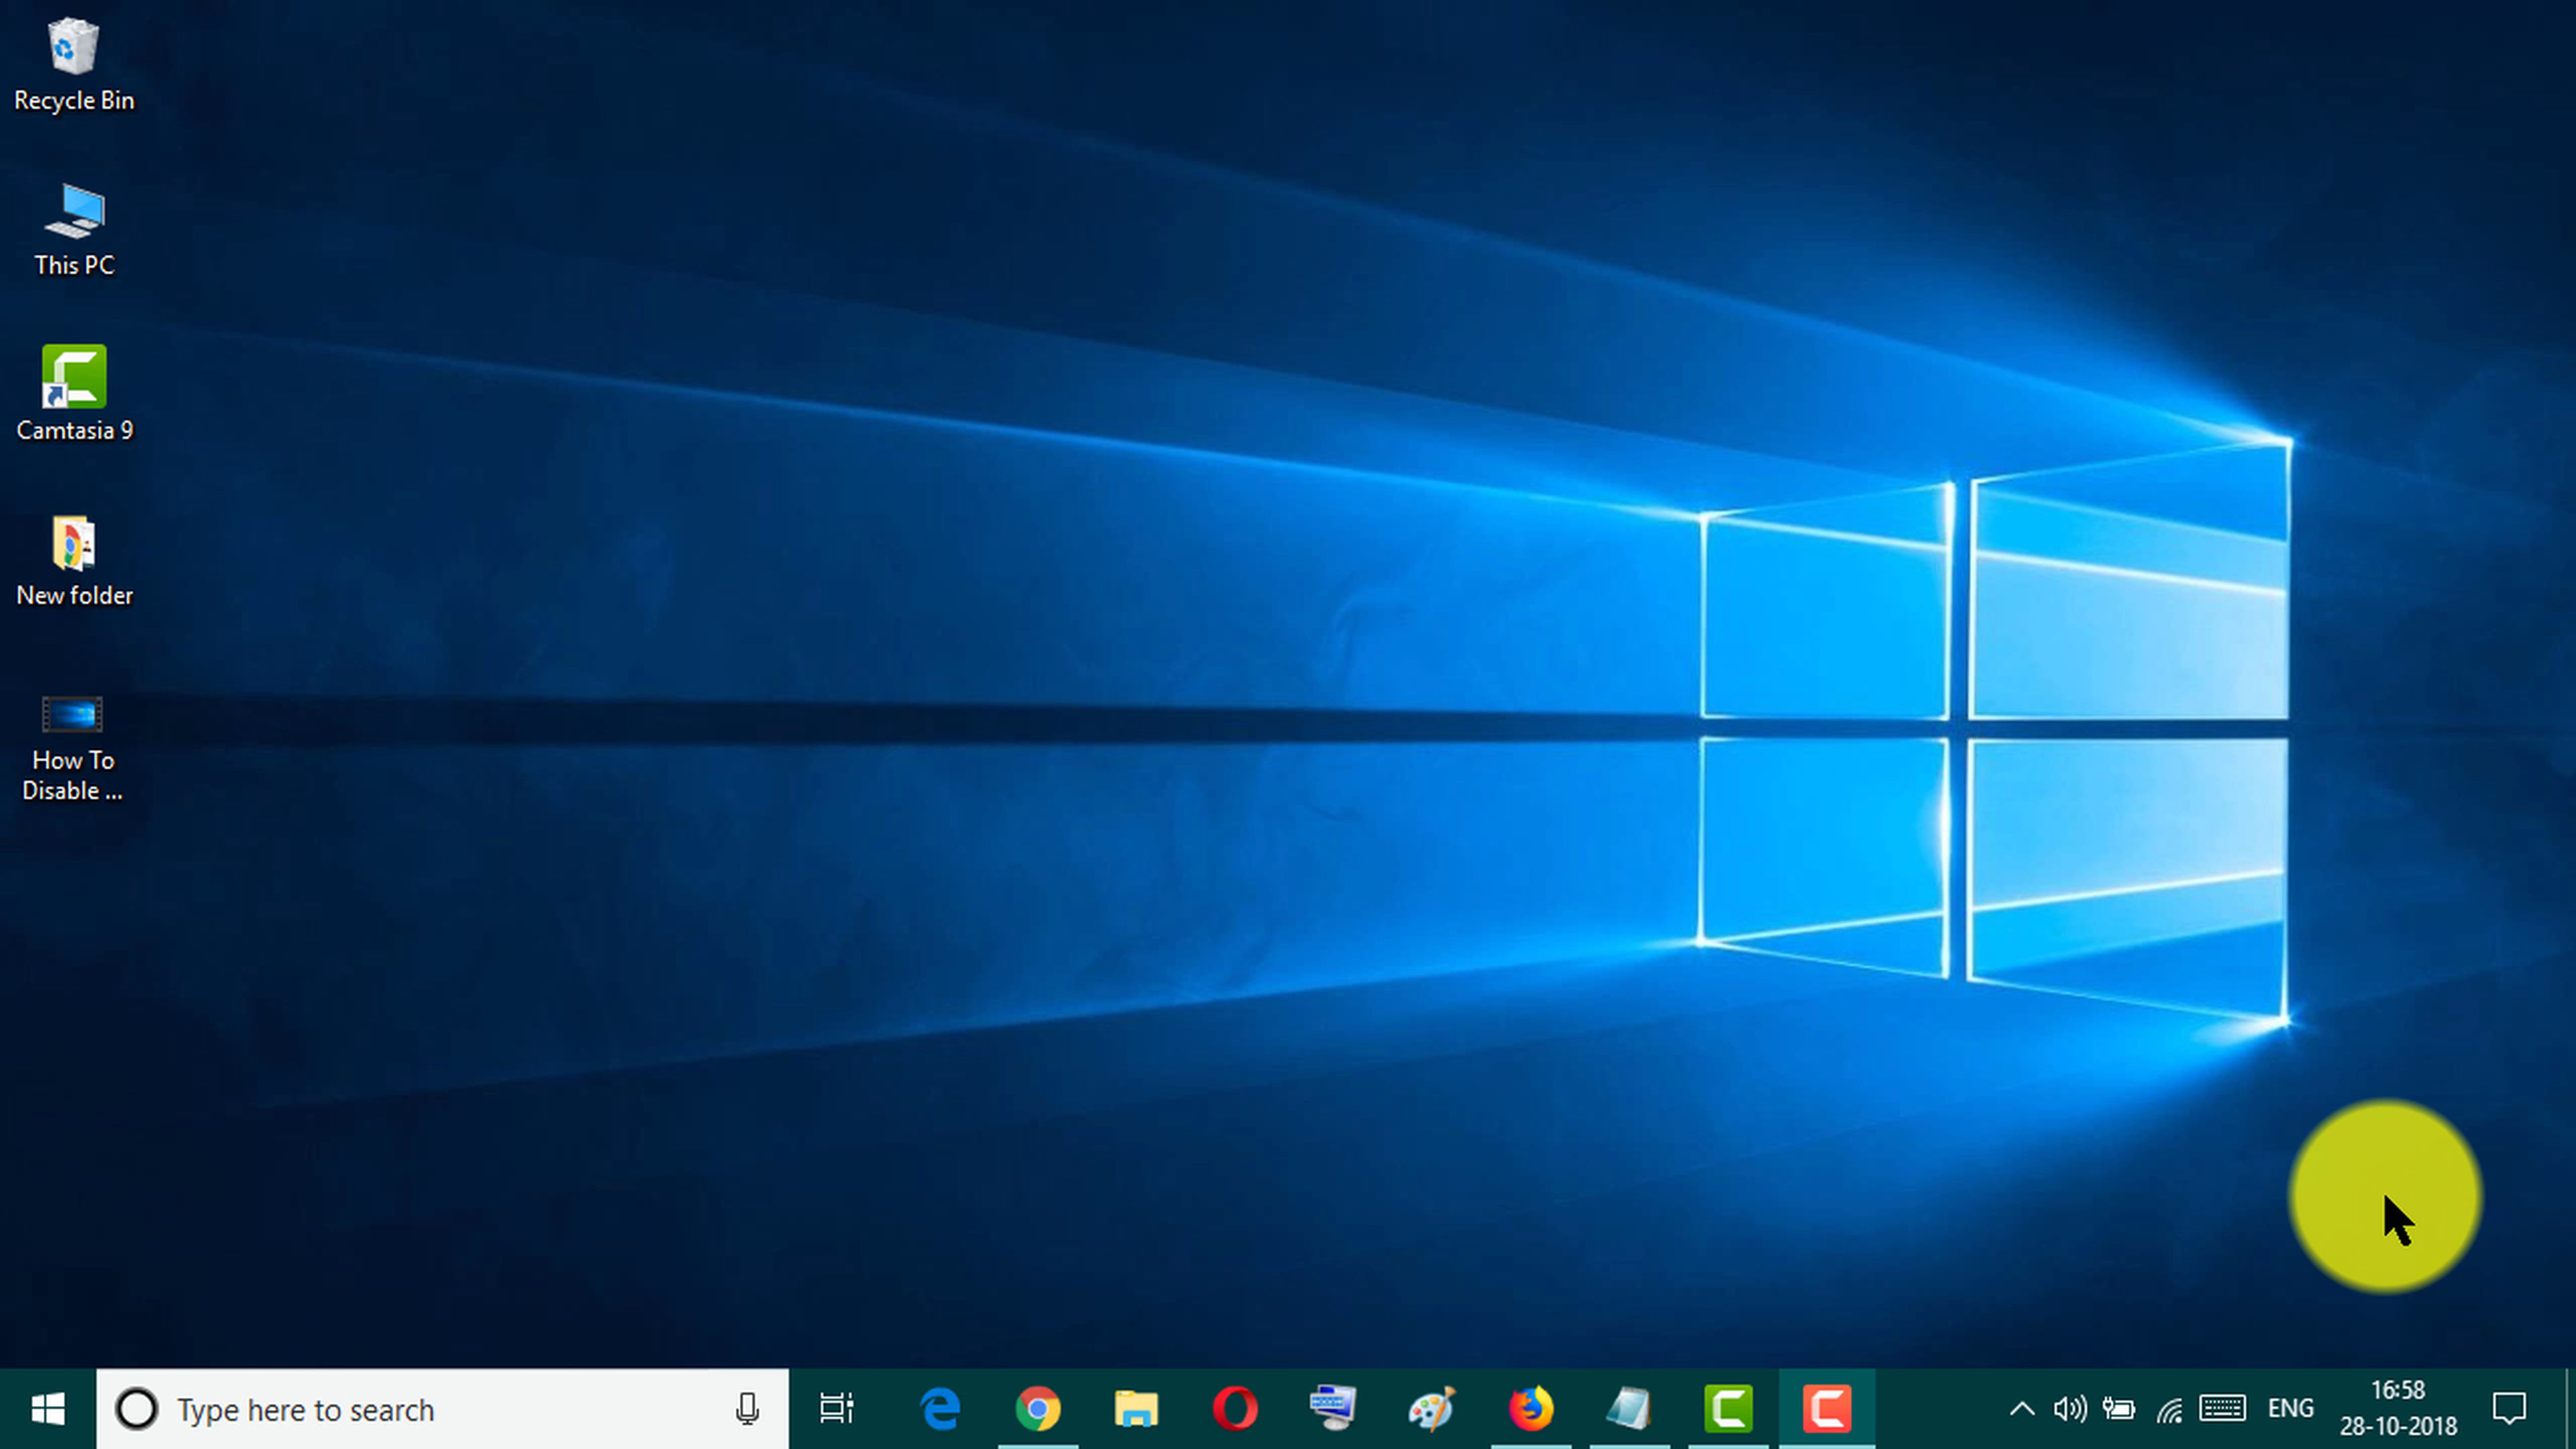 Recycle Bin
This PC
Camtasia 9
New folder
How To
Disable ...
Type here to search
ENG
16:58
28-10-2018